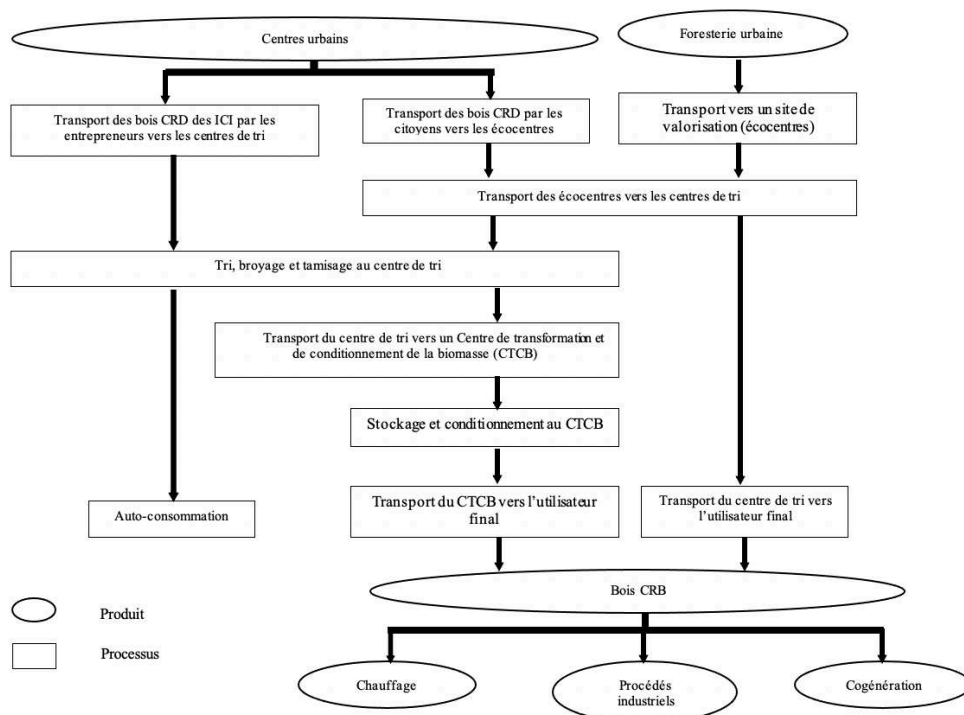 Centres urbains
Foresterie urbaine
Transport des bois CRD des ICI par les
entrepreneurs vers les centres de tri
Transport des bois CRD par les
citoyens vers les écocentres
Transport vers un site de
valorisation (écocentres)
Transport des écocentres vers les centres de tri
Tri, broyage et tamisage au centre de tri
Transport du centre de tri vers un Centre de transformation et
de conditionnement de la biomasse (CTCB)
Stockage et conditionnement au CTCB
Auto-consommation
Transport du CTCB vers l'utilisateur
final
Transport du centre de tri vers
l'utilisateur final
Bois CRB
Produit
Processus
Chauffage
Procédés
industriels
Cogénération